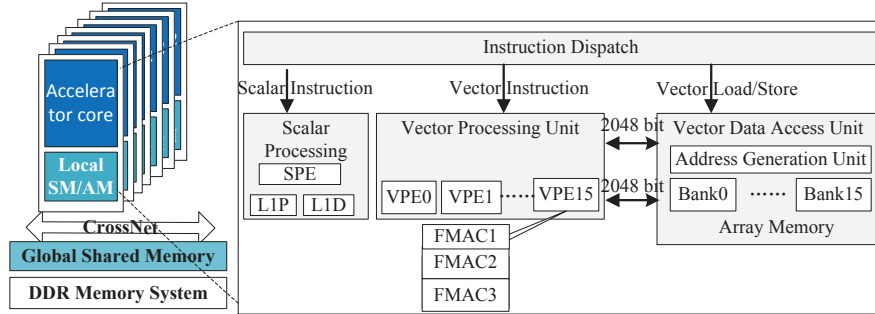 Accelera
tor core
Local
SM/AM
CrossNet
Global Shared Memory
DDR Memory System
Instruction Dispatch
Scalar Instruction
Vector Instruction
Vector Load/Store
Scalar
Processing
SPE
L1P
L1D
Vector Processing Unit
VPE0
VPE1
......
VPE15
FMAC1
FMAC2
FMAC3
2048 bit
2048 bit
Vector Data Access Unit
Address Generation Unit
Bank0
......
Bank15
Array Memory